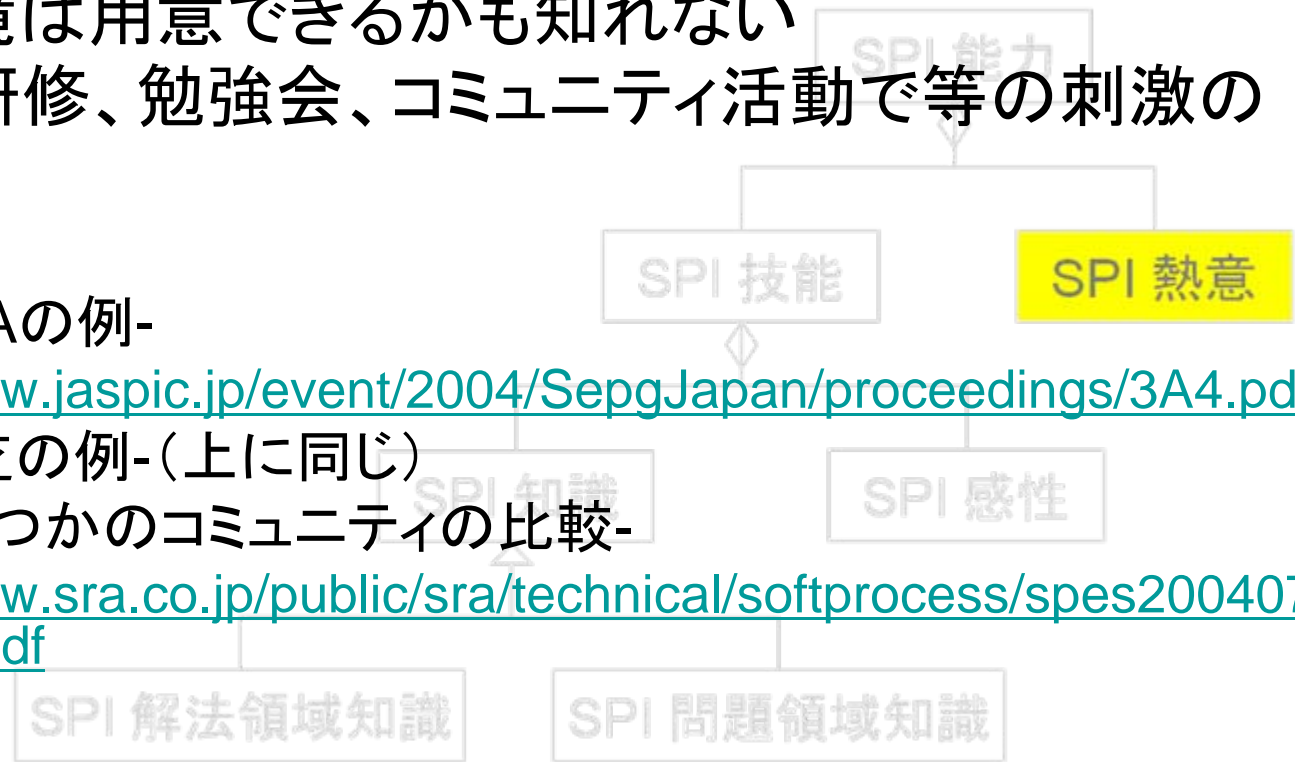 境は用意できるかも知れない
SPI 能力
研修、勉強会、コミュニティ活動で等の刺激の
SPI 技能
SPI 熱意
Aの例-
w.jaspic.jp/event/2004/SepgJapan/proceedings/3A4.pd
の例-(上に同じ)
SPI 知識
SPI 感性
つかのコミュニティの比較-
w.sra.co.jp/public/sra/technical/softprocess/spes200407
df
SPI 解法領域知識
SPI 問題領域知識